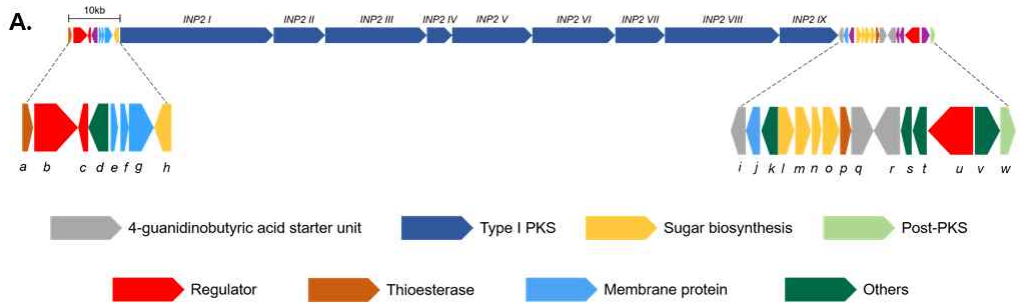 A.
10kb
INP2 I INP2 II INP2 III INP2 IV INP2 V INP2 VI INP2 VII INP2 VIII INP2 IX
a b c d e f g h
i j k l m n o p q r s t u v w
4-guanidinobutyric acid starter unit Type I PKS Sugar biosynthesis Post-PKS
Regulator Thioesterase Membrane protein Others